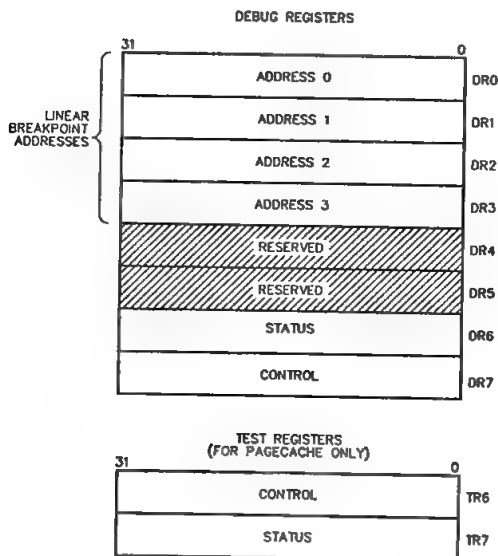 DEBUG REGISTERS
31 0
LINEAR
BREAKPOINT
ADDRESSES
ADDRESS 0 DR0
ADDRESS 1 DR1
ADDRESS 2 DR2
ADDRESS 3 DR3
RESERVED DR4
RESERVED DR5
STATUS DR6
CONTROL DR7
TEST REGISTERS
(FOR PAGECACHE ONLY)
31 0
CONTROL TR6
STATUS TR7